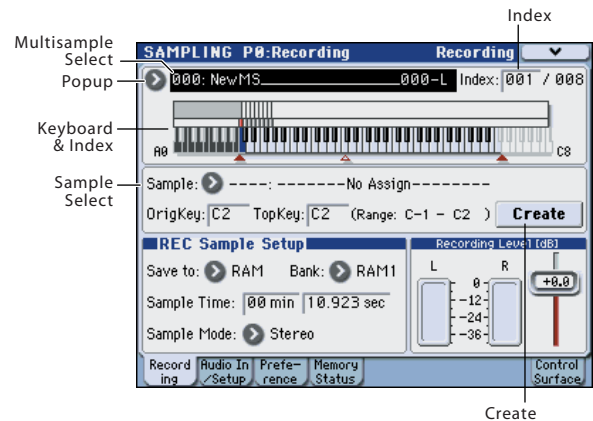 Index
Multisample
Select
SAMPLING P0:Recording Recording
Popup
000: NewMS 000-L Index: 001 / 008
Keyboard
& Index
A0 C8
Sample
Select
Sample: ----: --------No Assign--------
OrigKey: C2 TopKey: C2 (Range: C-1 - C2 ) Create
REC Sample Setup
Recording Level [dB]
Save to: RAM Bank: RAM1
L R
0
-12-
-24-
-36-
+0.0
Sample Time: 00 min 10.923 sec
Sample Mode: Stereo
Record
ing
Audio In
/Setup
Prefe-
rence
Memory
Status
Control
Surface
Create